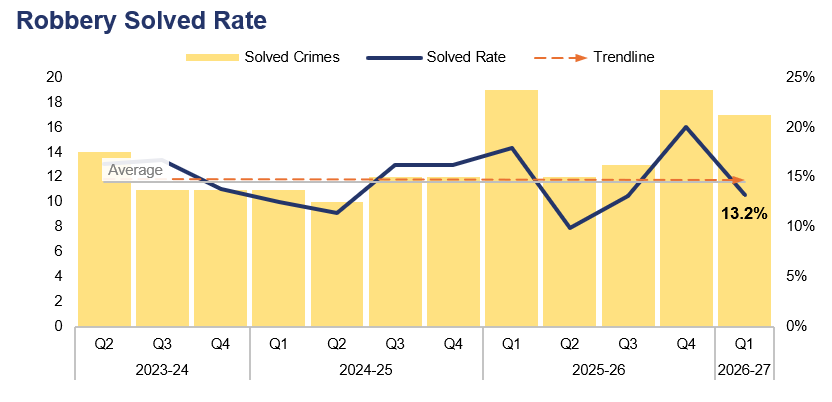 Robbery Solved Rate
Solved Crimes Solved Rate Trendline
20 25%
18
16 20%
14
Average
12 15%
10
13.2%
8 10%
6
4 5%
2
0 0%
Q2 Q3 Q4 Q1 Q2 Q3 Q4 Q1 Q2 Q3 Q4 Q1
2023-24 2024-25 2025-26 2026-27